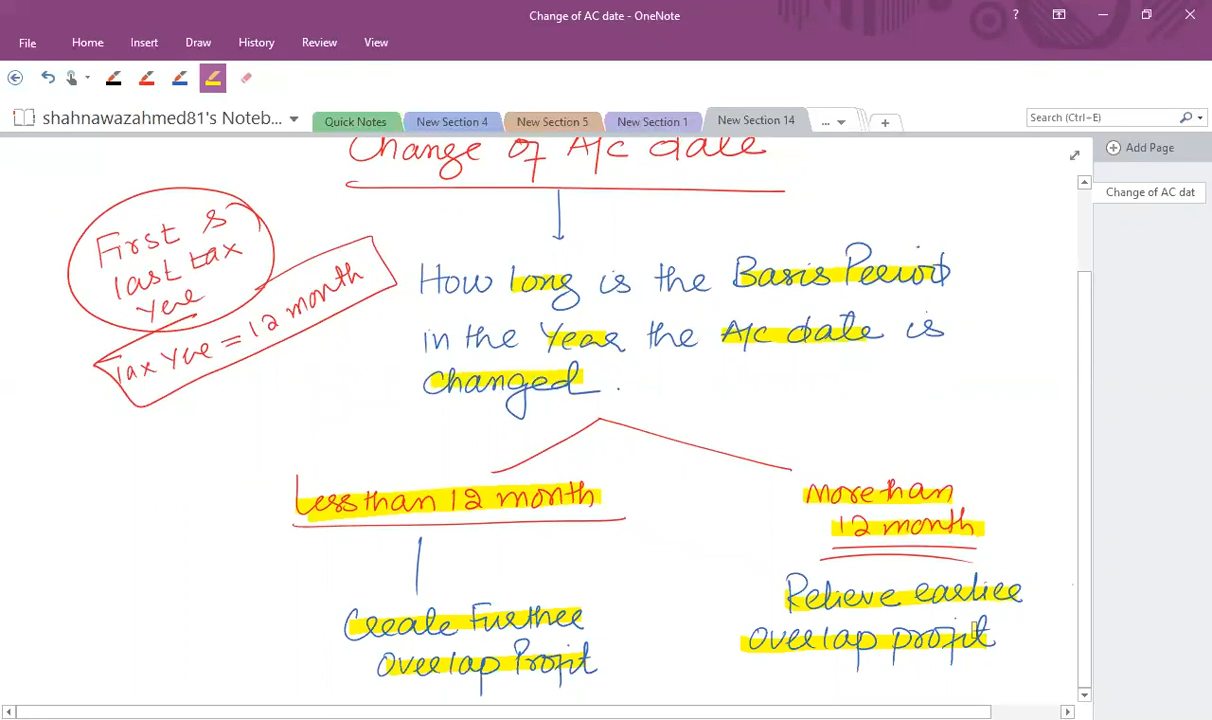 Change of AC date - OneNote
?
File Home Insert Draw History Review View
shahnawazahmed81's Noteb...
Quick Notes
New Section 4
New Section 5
New Section 1
New Section 14
...
+
Search (Ctrl+E)
Add Page
Change of AC dat
Change of A/c date
First &
last tax
Yere
Tax Yere = 12 month
How long is the Basis Period
in the Year the A/c date is
changed.
Less than 12 month
More than
12 month
Create Further
Overlap Profit
Relieve earlier
overlap profit